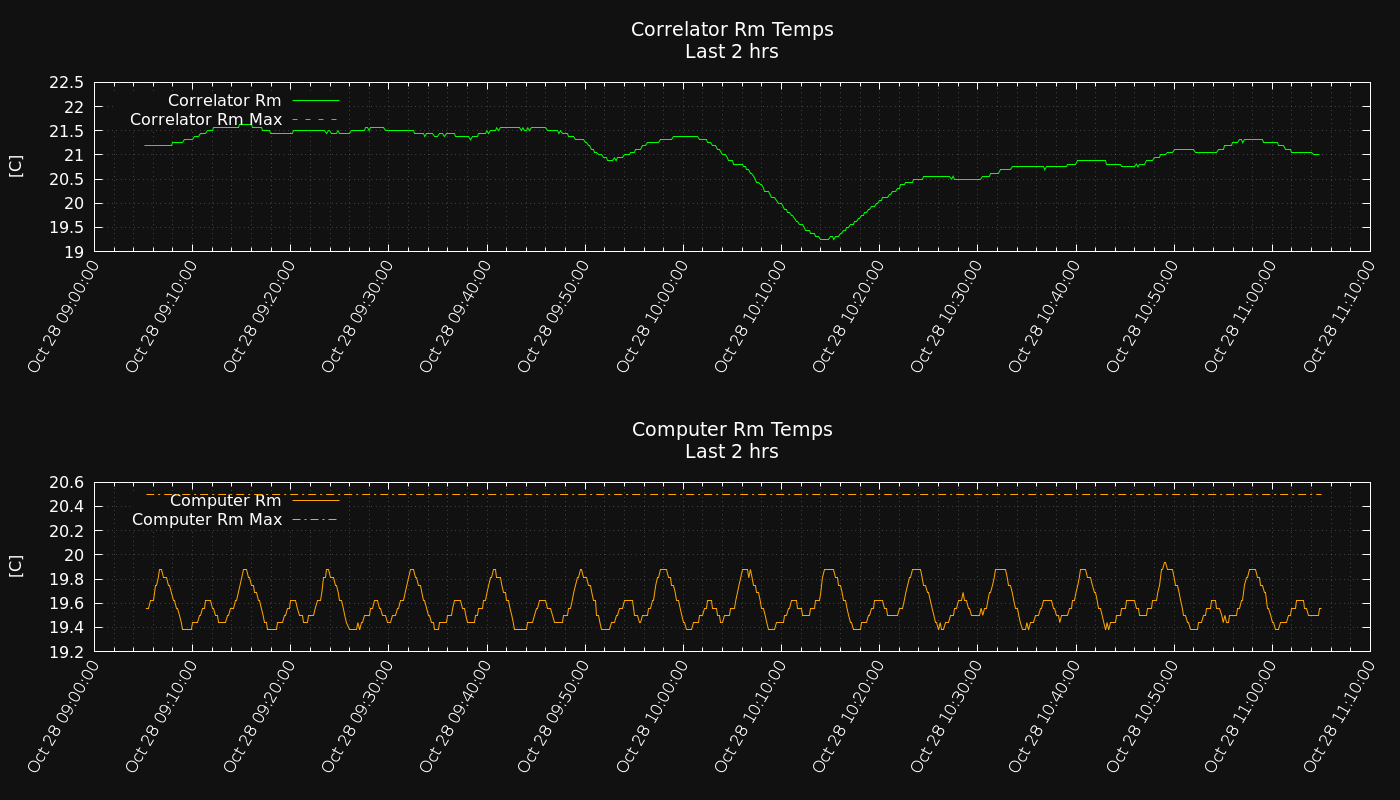 Correlator Rm Temps
Last 2 hrs
22.5
22
21.5
21
20.5
20
19.5
19
[C]
Correlator Rm
Correlator Rm Max
Oct 28 09:00:00
Oct 28 09:10:00
Oct 28 09:20:00
Oct 28 09:30:00
Oct 28 09:40:00
Oct 28 09:50:00
Oct 28 10:00:00
Oct 28 10:10:00
Oct 28 10:20:00
Oct 28 10:30:00
Oct 28 10:40:00
Oct 28 10:50:00
Oct 28 11:00:00
Oct 28 11:10:00
Computer Rm Temps
Last 2 hrs
20.6
20.4
20.2
20
19.8
19.6
19.4
19.2
[C]
Computer Rm
Computer Rm Max
Oct 28 09:00:00
Oct 28 09:10:00
Oct 28 09:20:00
Oct 28 09:30:00
Oct 28 09:40:00
Oct 28 09:50:00
Oct 28 10:00:00
Oct 28 10:10:00
Oct 28 10:20:00
Oct 28 10:30:00
Oct 28 10:40:00
Oct 28 10:50:00
Oct 28 11:00:00
Oct 28 11:10:00